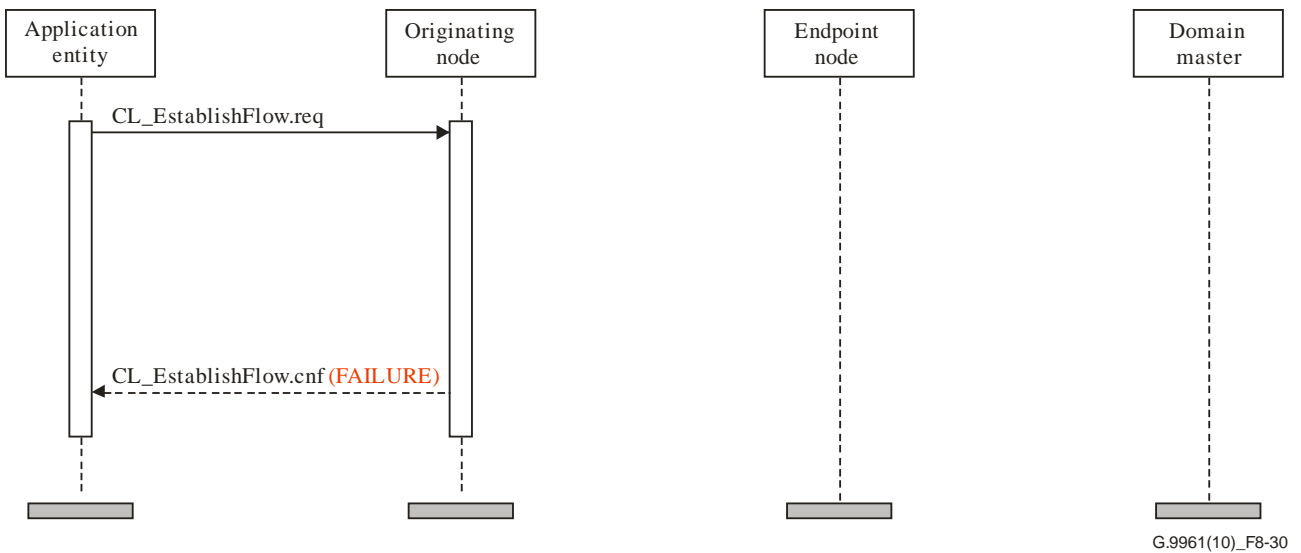 Application
entity
Originating
node
Endpoint
node
Domain
master
CL_EstablishFlow.req
CL_EstablishFlow.cnf (FAILURE)
G.9961(10)_F8-30